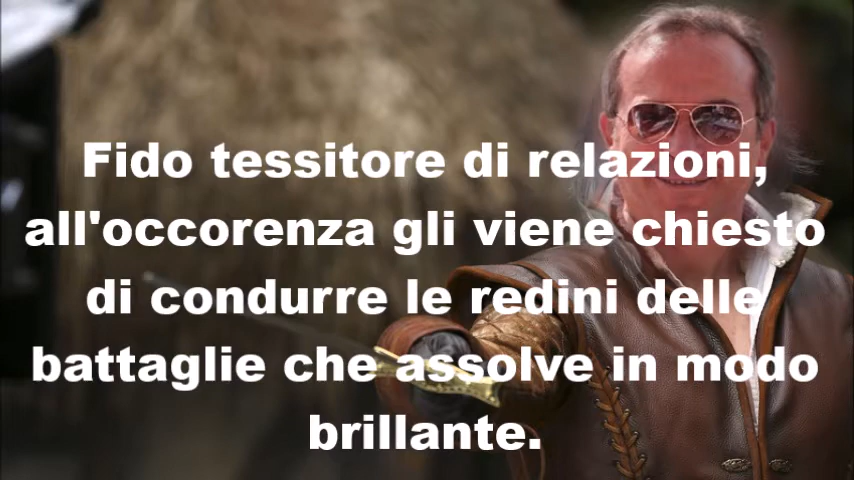 Fido tessitore di relazioni,
all'occorenza gli viene chiesto
di condurre le redini delle
battaglie che assolve in modo
brillante.